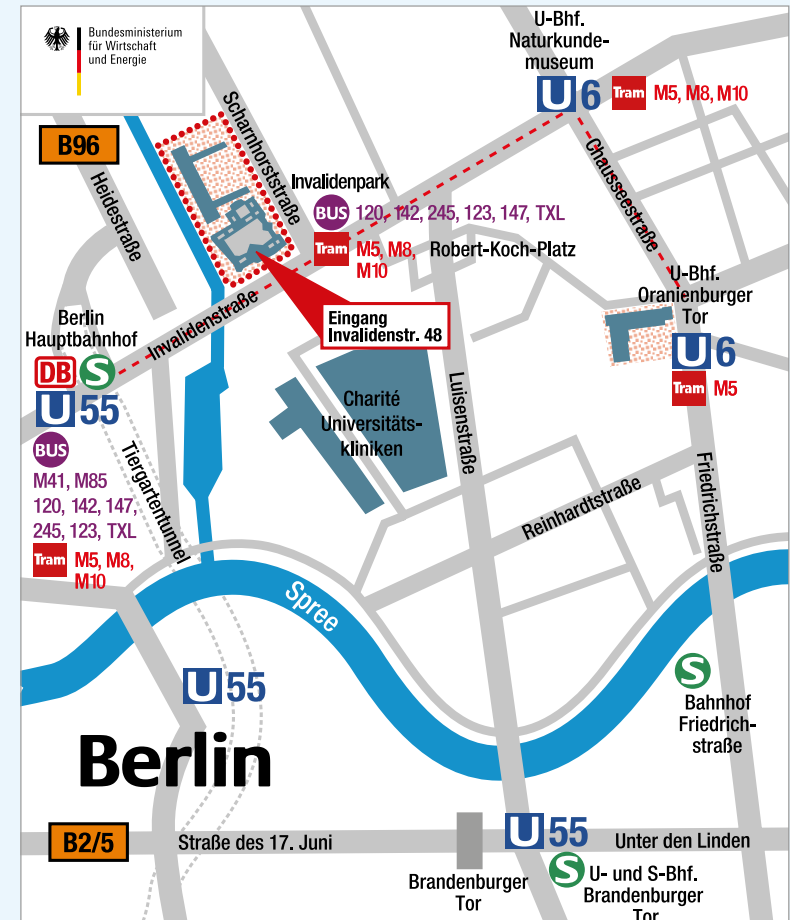 Bundesministerium
für Wirtschaft
und Energie
U-Bhf.
Naturkunde-
museum
U6
Tram M5, M8, M10
B96
Scharnhorststraße
Heidestraße
Chausseestraße
Invalidenpark
BUS 120, 142, 245, 123, 147, TXL
Tram M5, M8,
M10
Robert-Koch-Platz
U-Bhf.
Oranienburger
Tor
U6
Tram M5
Eingang
Invalidenstr. 48
Invalidenstraße
Berlin
Hauptbahnhof
DB S
U55
BUS
M41, M85
120, 142, 147,
245, 123, TXL
Tram M5, M8,
M10
Tiergartentunnel
Charité
Universitäts-
kliniken
Luisenstraße
Reinhardtstraße
Friedrichstraße
Spree
U55
Berlin
S
Bahnhof
Friedrich-
straße
B2/5
Straße des 17. Juni
U55
Unter den Linden
Brandenburger
Tor
S U- und S-Bhf.
Brandenburger
Tor